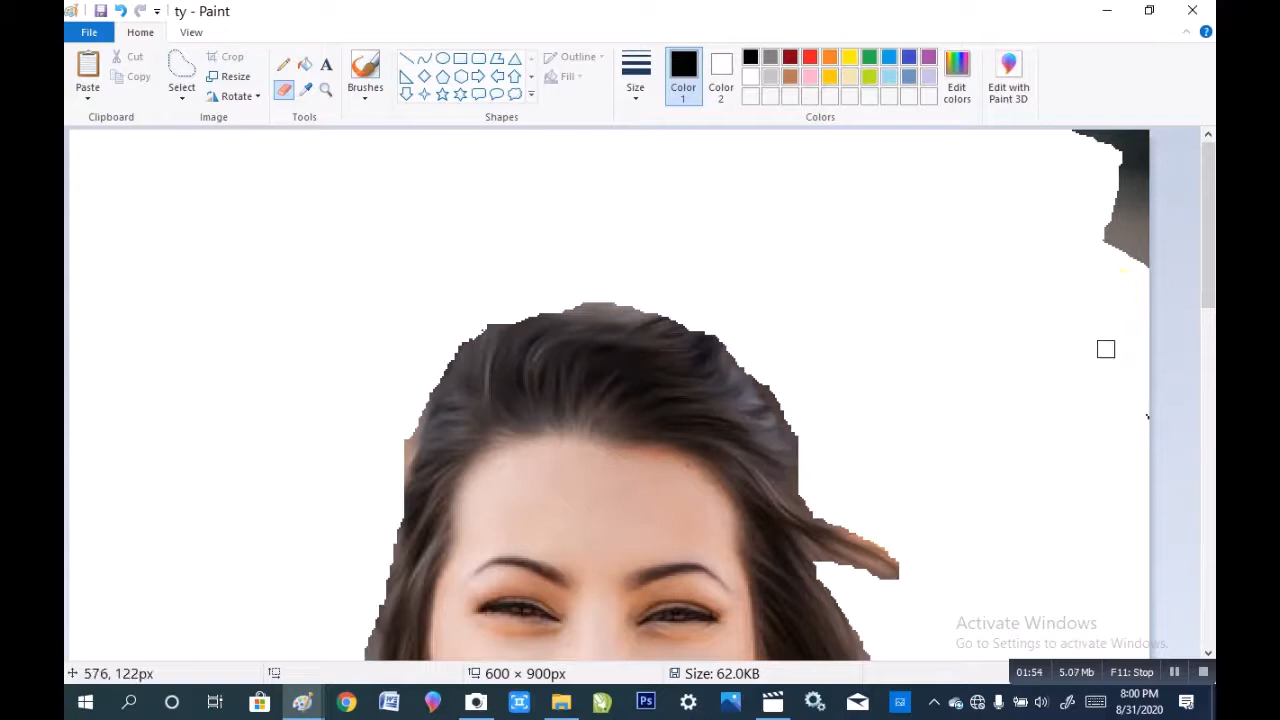 ty - Paint
File Home View
Paste
Cut
Copy
Clipboard
Select
Crop
Resize
Rotate
Image
A
Tools
Brushes
Outline
Fill
Shapes
Size
Color 1
Color 2
Edit colors
Colors
Edit with Paint 3D
Activate Windows
Go to Settings to activate Windows.
576, 122px
600 × 900px
Size: 62.0KB
01:54 5.07 Mb F11: Stop
Ps
8:00 PM
8/31/2020